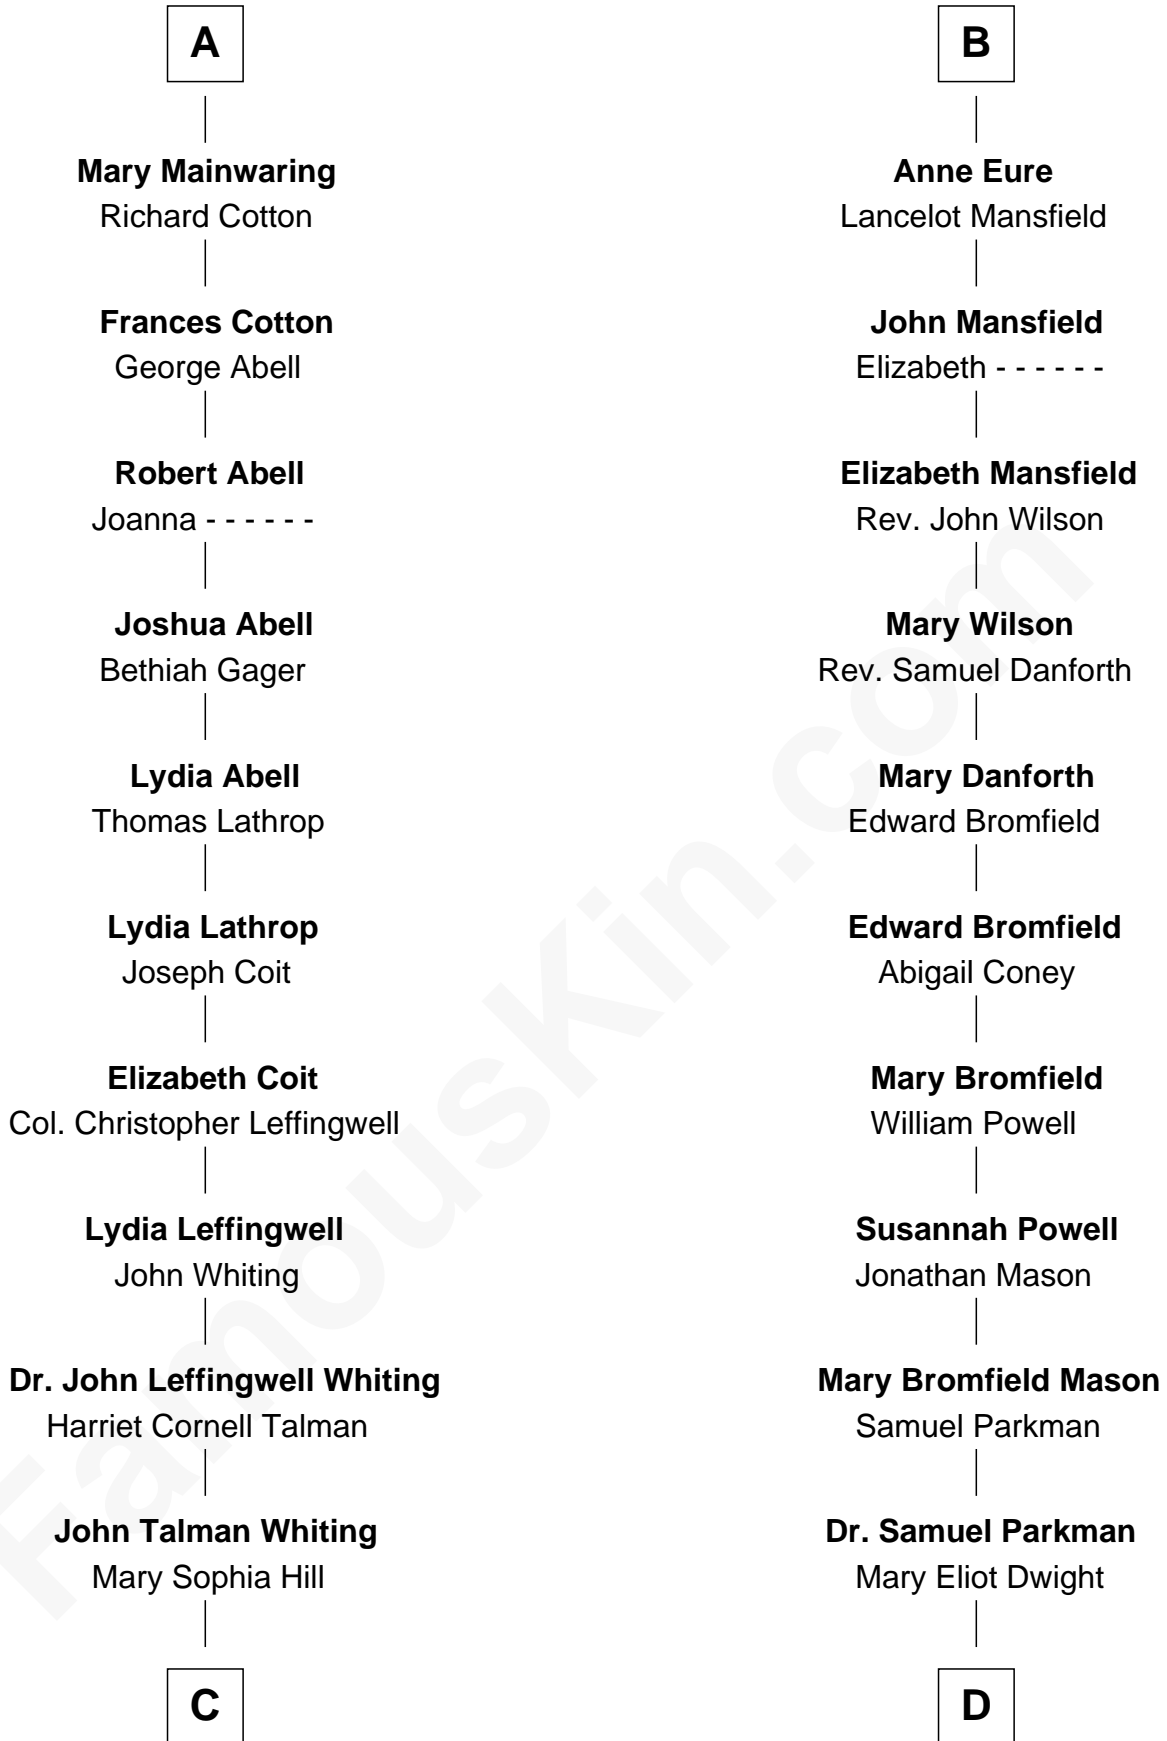 A
Mary Mainwaring
Richard Cotton
Frances Cotton
George Abell
Robert Abell
Joanna - - - - - -
Joshua Abell
Bethiah Gager
Lydia Abell
Thomas Lathrop
Lydia Lathrop
Joseph Coit
Elizabeth Coit
Col. Christopher Leffingwell
Lydia Leffingwell
John Whiting
Dr. John Leffingwell Whiting
Harriet Cornell Talman
John Talman Whiting
Mary Sophia Hill
C
B
Anne Eure
Lancelot Mansfield
John Mansfield
Elizabeth - - - - - -
Elizabeth Mansfield
Rev. John Wilson
Mary Wilson
Rev. Samuel Danforth
Mary Danforth
Edward Bromfield
Edward Bromfield
Abigail Coney
Mary Bromfield
William Powell
Susannah Powell
Jonathan Mason
Mary Bromfield Mason
Samuel Parkman
Dr. Samuel Parkman
Mary Eliot Dwight
D
FamousKin.com